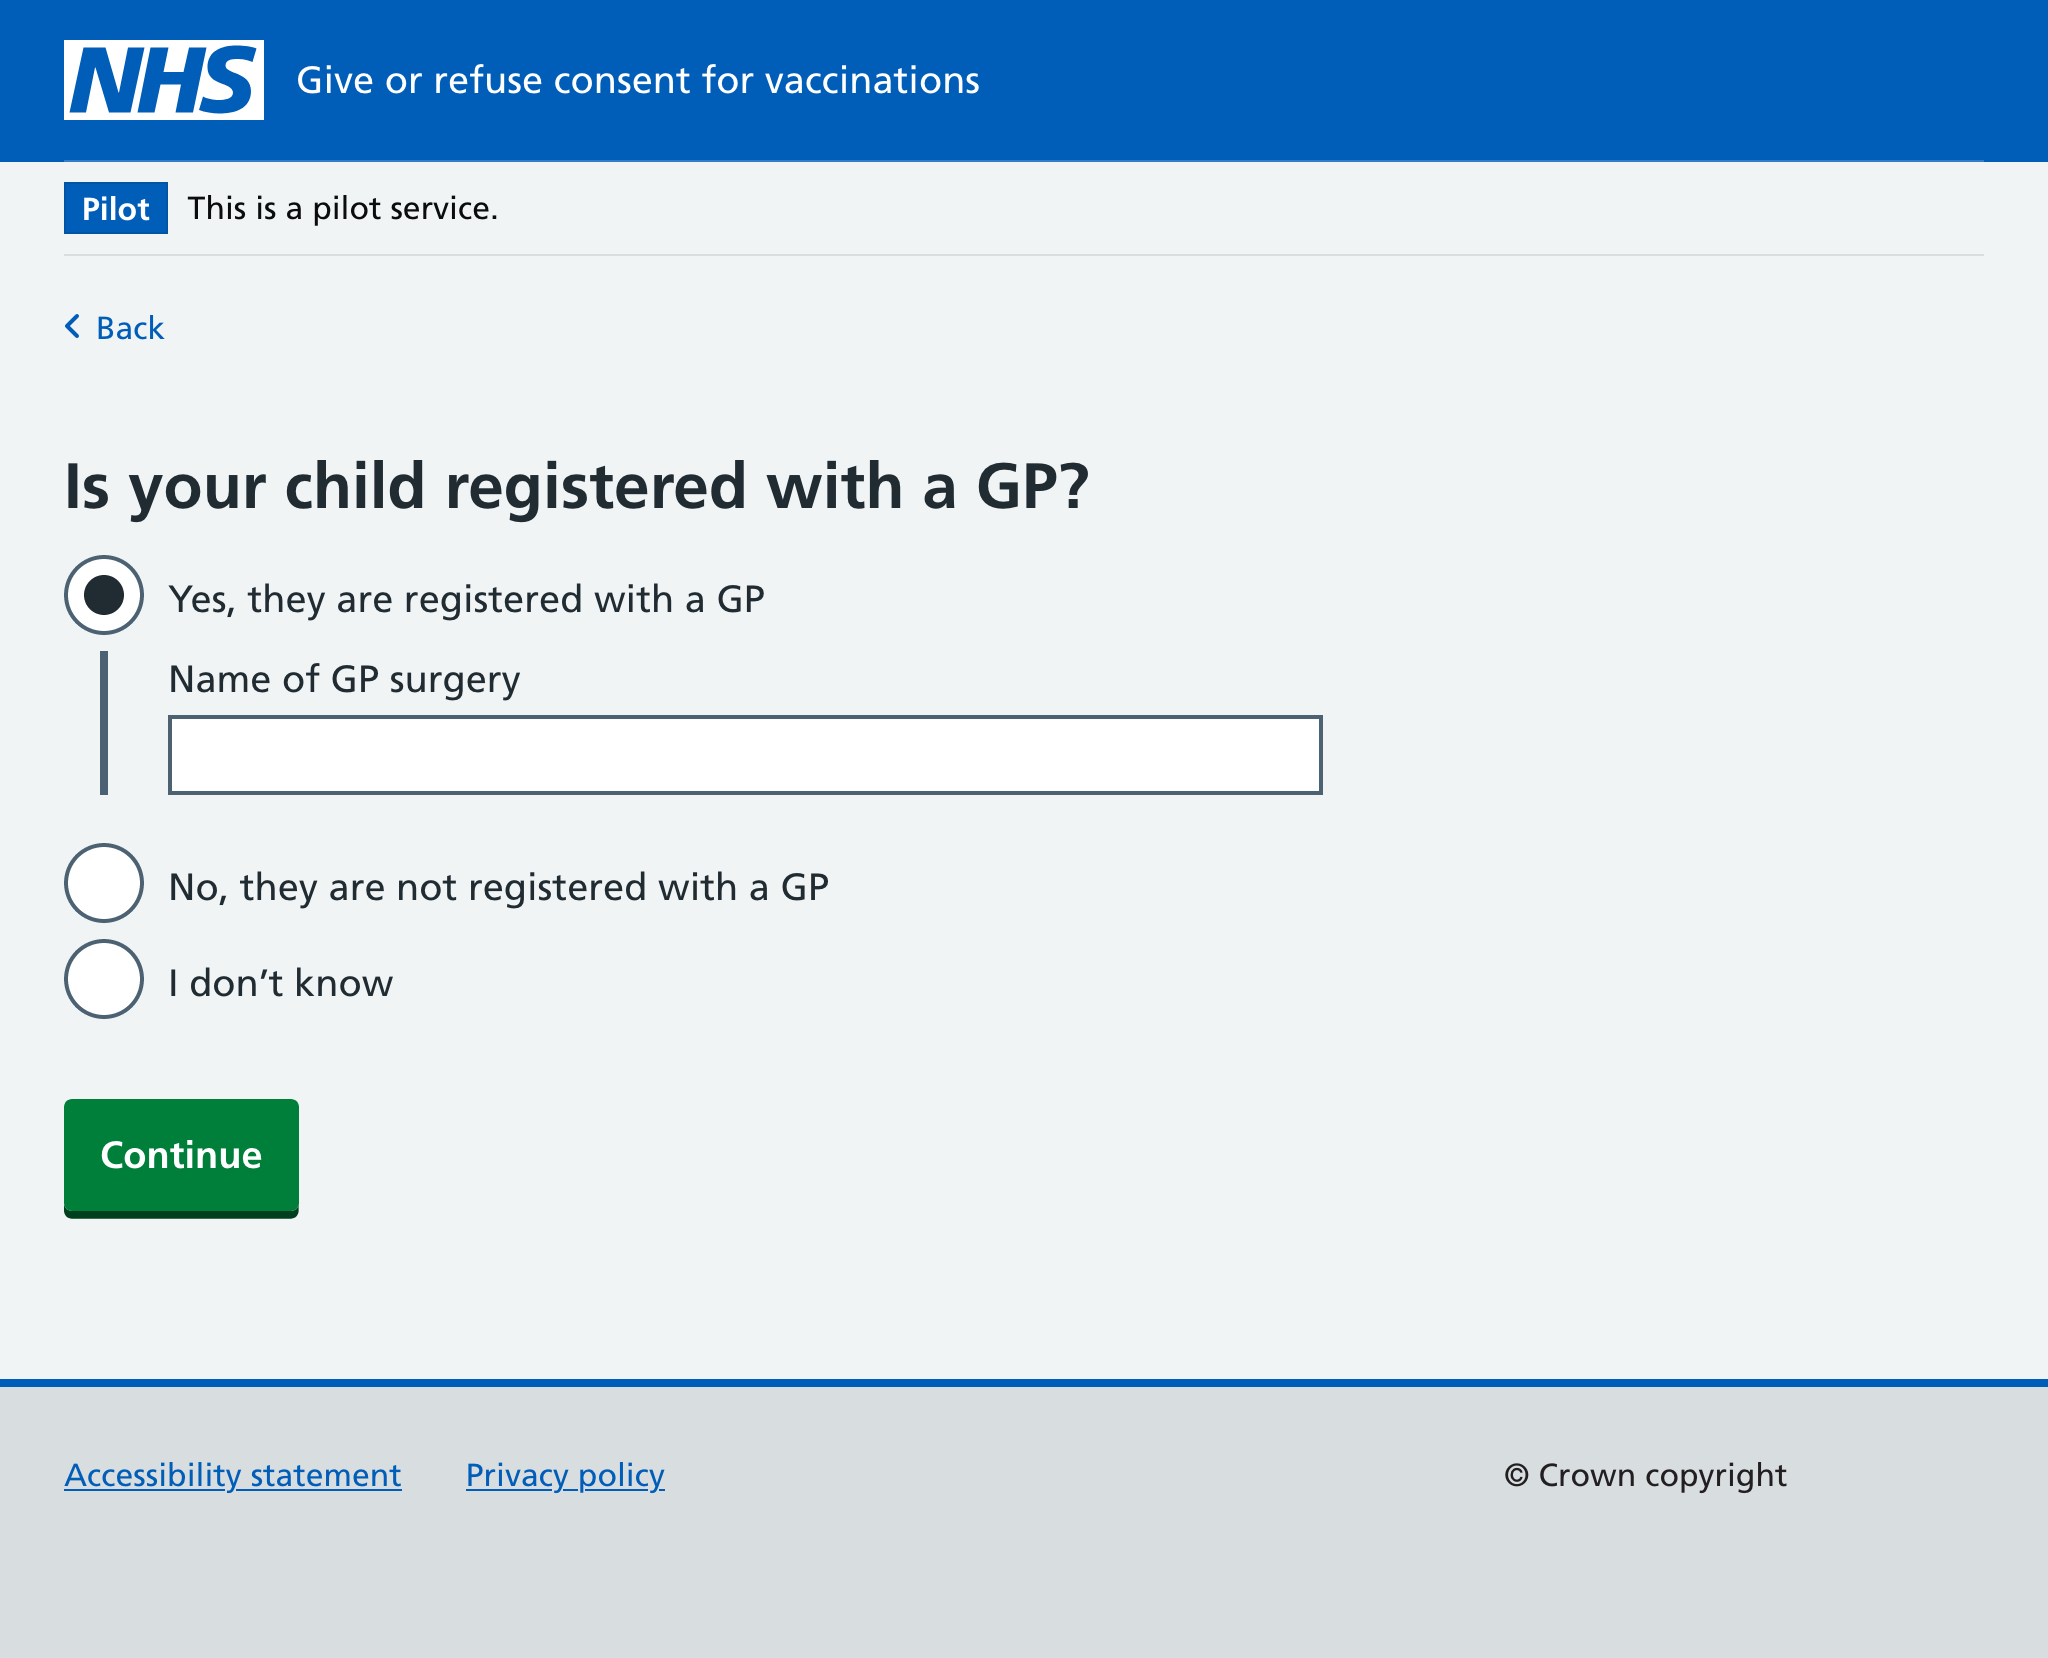 NHS Give or refuse consent for vaccinations
Pilot This is a pilot service.
Back
Is your child registered with a GP?
Yes, they are registered with a GP
Name of GP surgery
No, they are not registered with a GP
I don’t know
Continue
Accessibility statement Privacy policy © Crown copyright